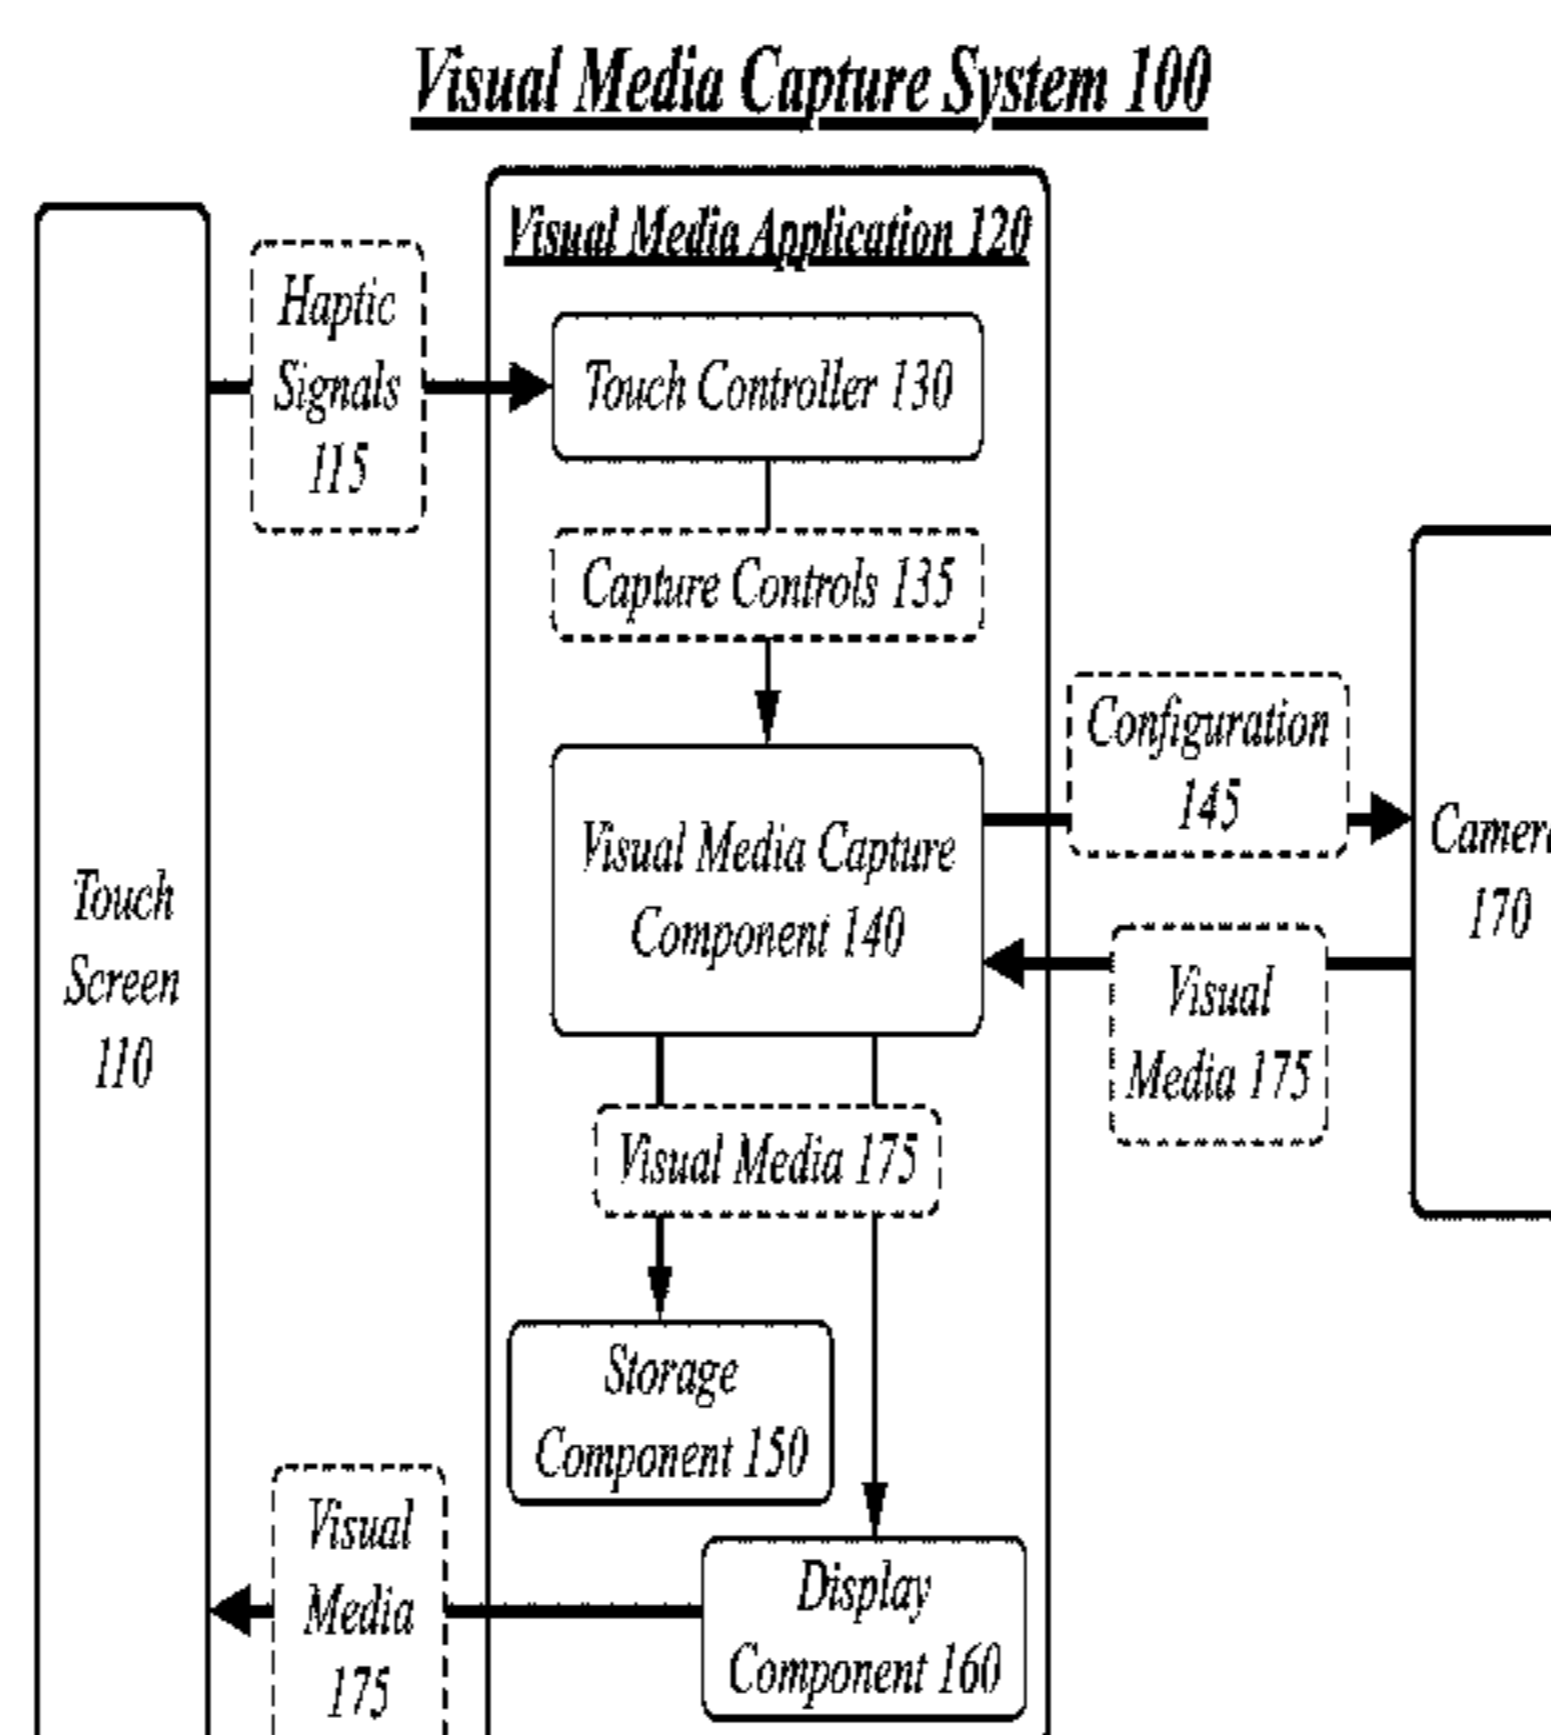 Visual Media Capture System 100
Visual Media Application 120
Haptic
Signals
115
Touch Controller 130
Capture Controls 135
Configuration
145
Visual Media Capture
Component 140
Camera
170
Touch
Screen
110
Visual
Media 175
Visual Media 175
Storage
Component 150
Visual
Media
175
Display
Component 160